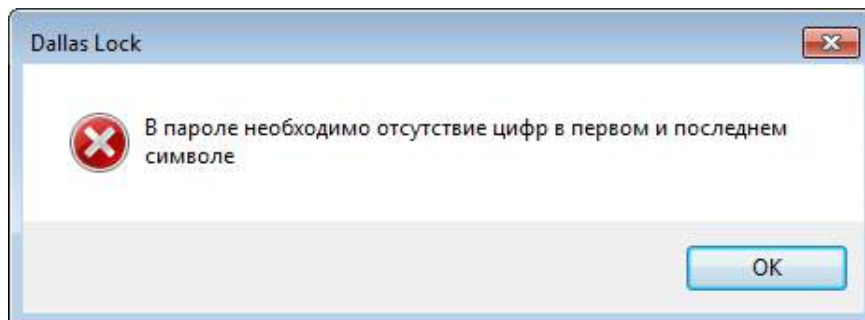 Dallas Lock
В пароле необходимо отсутствие цифр в первом и последнем
символе
OK